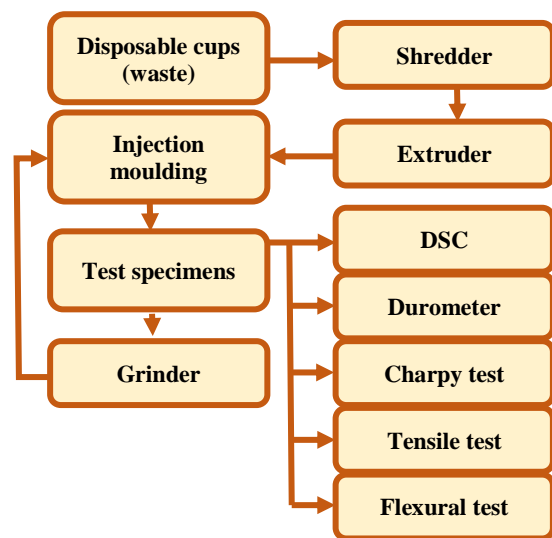 Disposable cups
(waste)
Shredder
Injection
moulding
Extruder
Test specimens
DSC
Durometer
Grinder
Charpy test
Tensile test
Flexural test